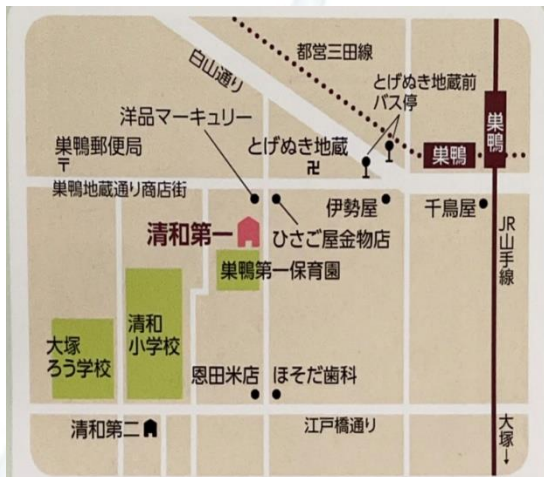 都営三田線
白山通り
とげぬき地蔵前
バス停
洋品マーキュリー
巣鴨郵便局
〒
とげぬき地蔵
卍
巣鴨
巣鴨
巣鴨地蔵通り商店街
伊勢屋
千鳥屋
清和第一
ひさご屋金物店
JR山手線
巣鴨第一保育園
清和
小学校
大塚
ろう学校
恩田米店
ほそだ歯科
清和第二
江戸橋通り
大塚→